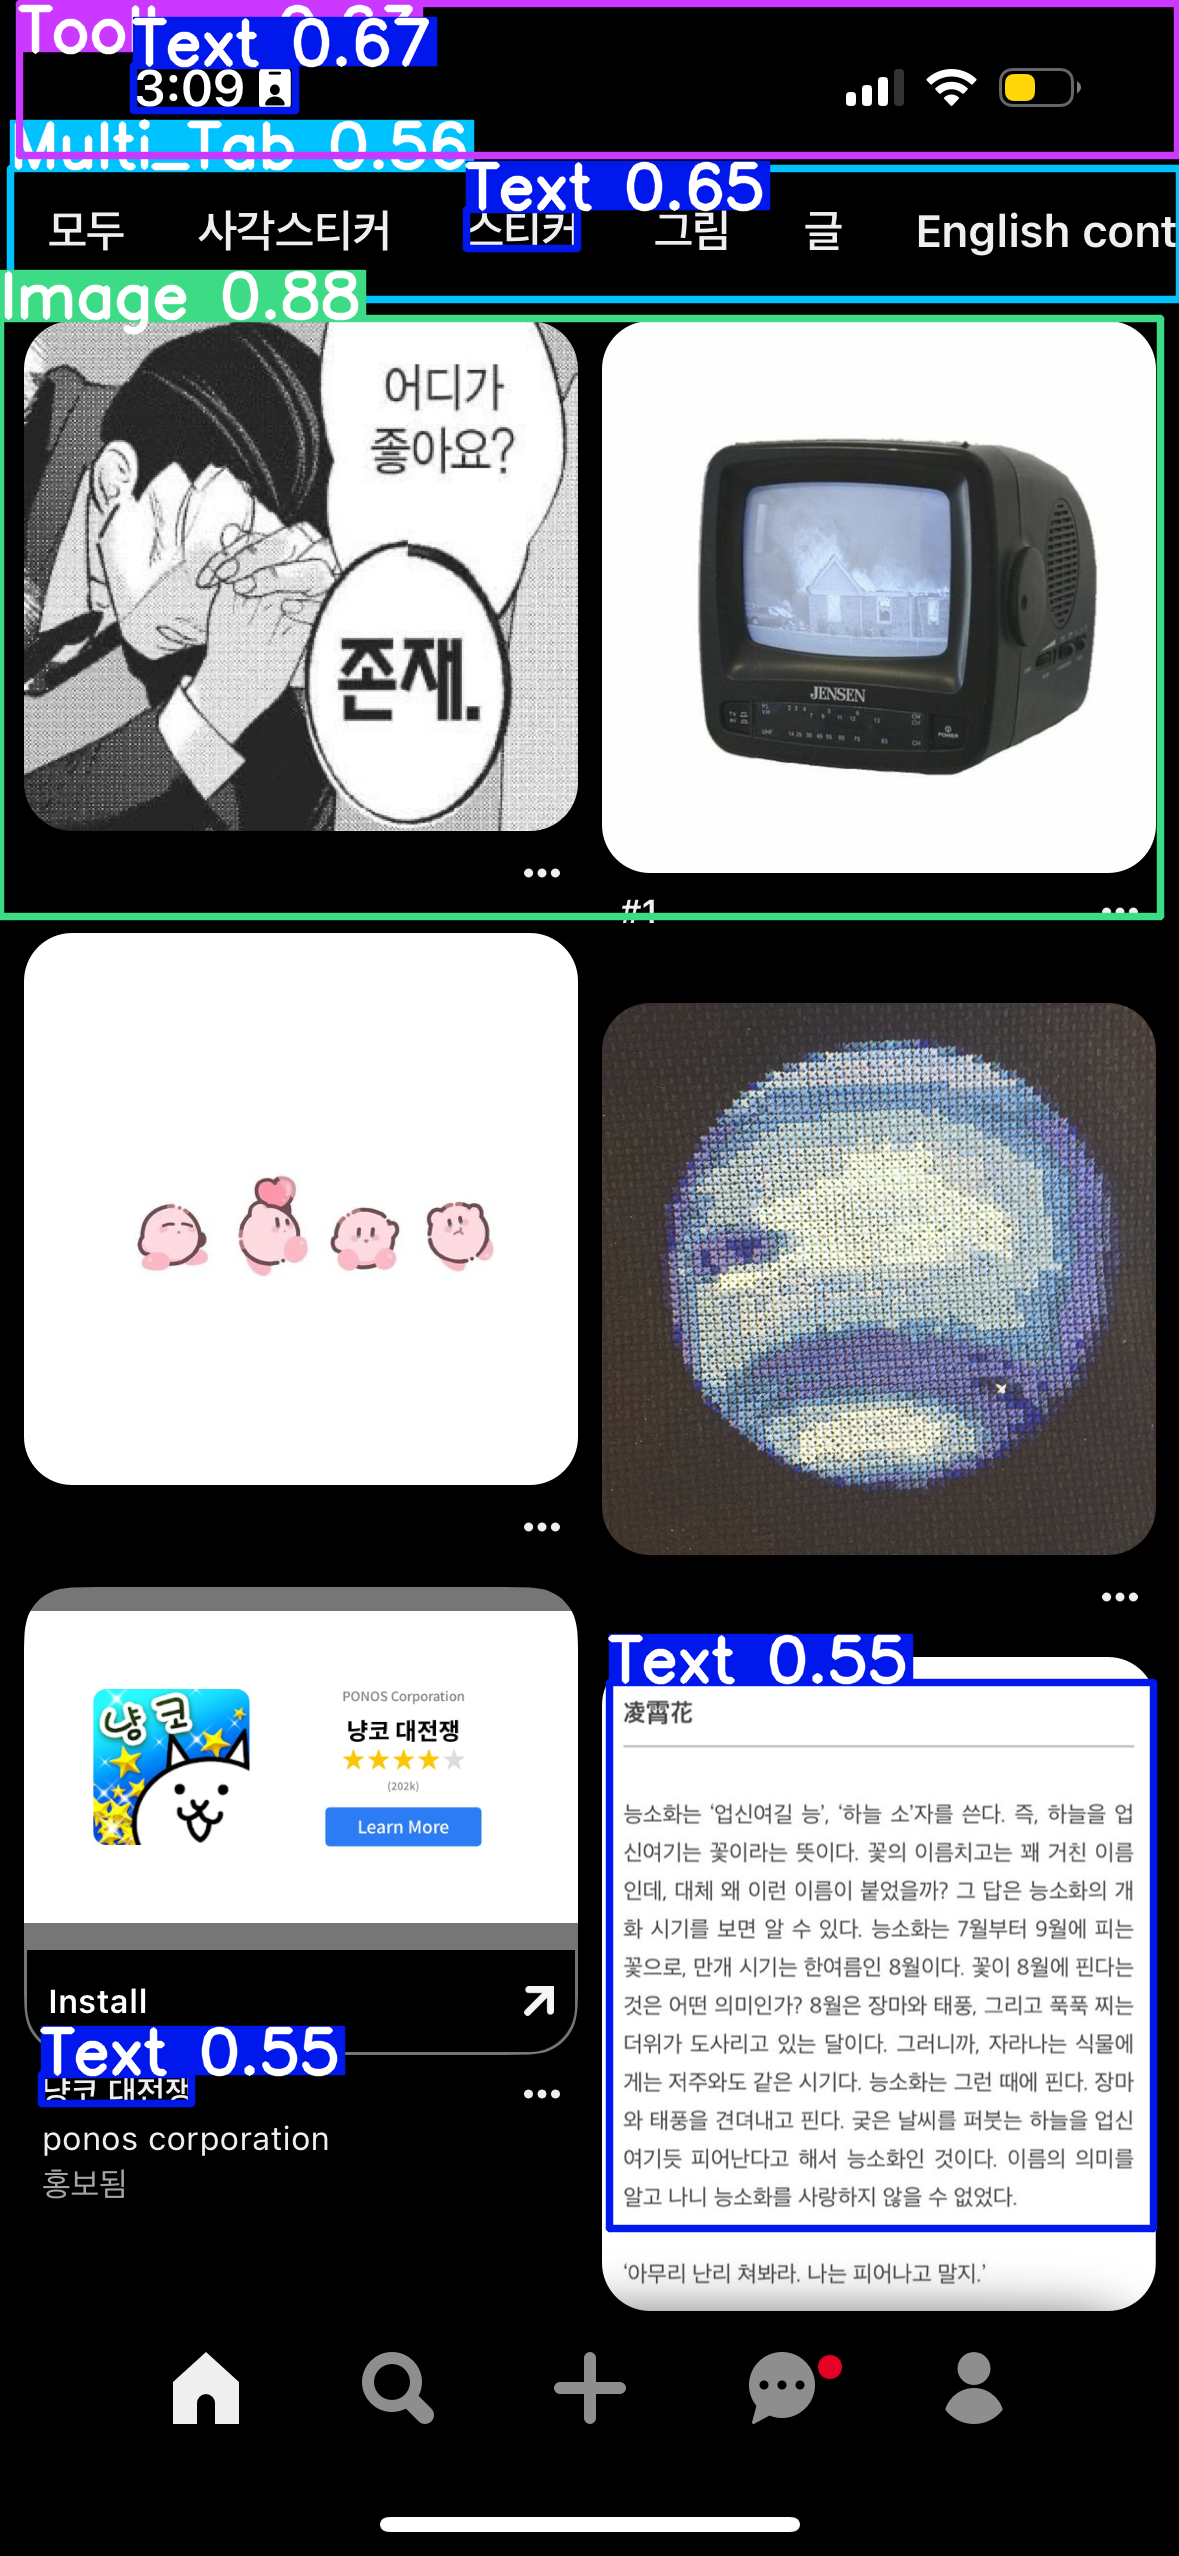 Text 0.67
3:09
Multi_Tab 0.56
Text 0.65
모두 사각스티커 스티커 그림 글 English cont
Image 0.88
어디가
좋아요?
존재.
JENSEN
#1
냥코
PONOS Corporation
냥코 대전쟁
(202k)
Learn More
Install
Text 0.55
냥코 대전쟁
ponos corporation
홍보됨
Text 0.55
凌霄花
능소화는 ‘업신여길 능’, ‘하늘 소’자를 쓴다. 즉, 하늘을 업
신여기는 꽃이라는 뜻이다. 꽃의 이름치고는 꽤 거친 이름
인데, 대체 왜 이런 이름이 붙었을까? 그 답은 능소화의 개
화 시기를 보면 알 수 있다. 능소화는 7월부터 9월에 피는
꽃으로, 만개 시기는 한여름인 8월이다. 꽃이 8월에 핀다는
것은 어떤 의미인가? 8월은 장마와 태풍, 그리고 푹푹 찌는
더위가 도사리고 있는 달이다. 그러니까, 자라나는 식물에
게는 저주와도 같은 시기다. 능소화는 그런 때에 핀다. 장마
와 태풍을 견뎌내고 핀다. 궂은 날씨를 퍼붓는 하늘을 업신
여기듯 피어난다고 해서 능소화인 것이다. 이름의 의미를
알고 나니 능소화를 사랑하지 않을 수 없었다.
‘아무리 난리 쳐봐라. 나는 피어나고 말지.’